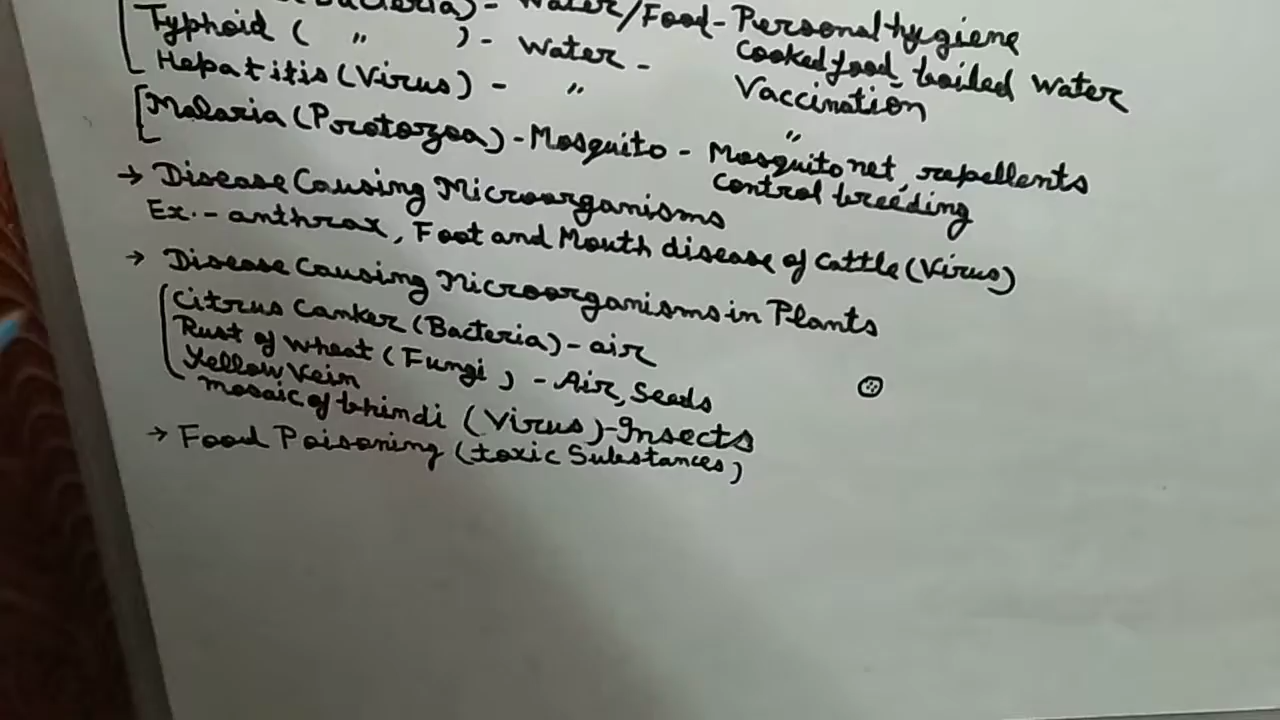 Bacteria) - Water/Food - Personal hygiene
Typhoid ( " ) - Water - Cooked food, boiled water
Hepatitis (Virus) - " Vaccination
"
[Malaria (Protozoa) - Mosquito - Mosquito net, repellents
control breeding
→ Disease Causing Microorganisms
Ex. - anthrax, Foot and Mouth disease of cattle (Virus)
→ Disease Causing Microorganisms in Plants
Citrus Canker (Bacteria) - air
Rust of wheat (Fungi) - Air, Seeds
Yellow Vein
mosaic of bhindi (Virus) - Insects
→ Food Poisoning (toxic Substances)